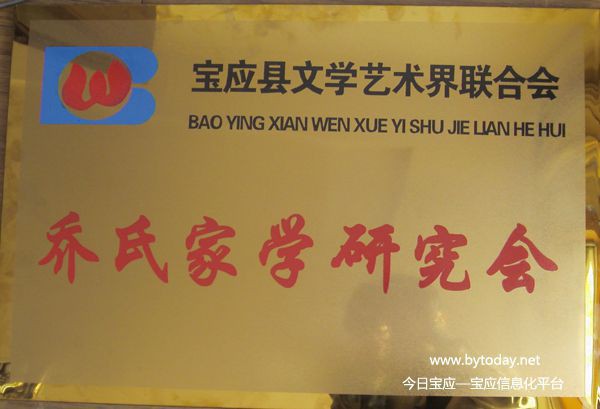 宝应县文学艺术界联合会
BAO YING XIAN WEN XUE YI SHU JIE LIAN HE HUI
乔氏家学研究会
www.bytoday.net
今日宝应—宝应信息化平台